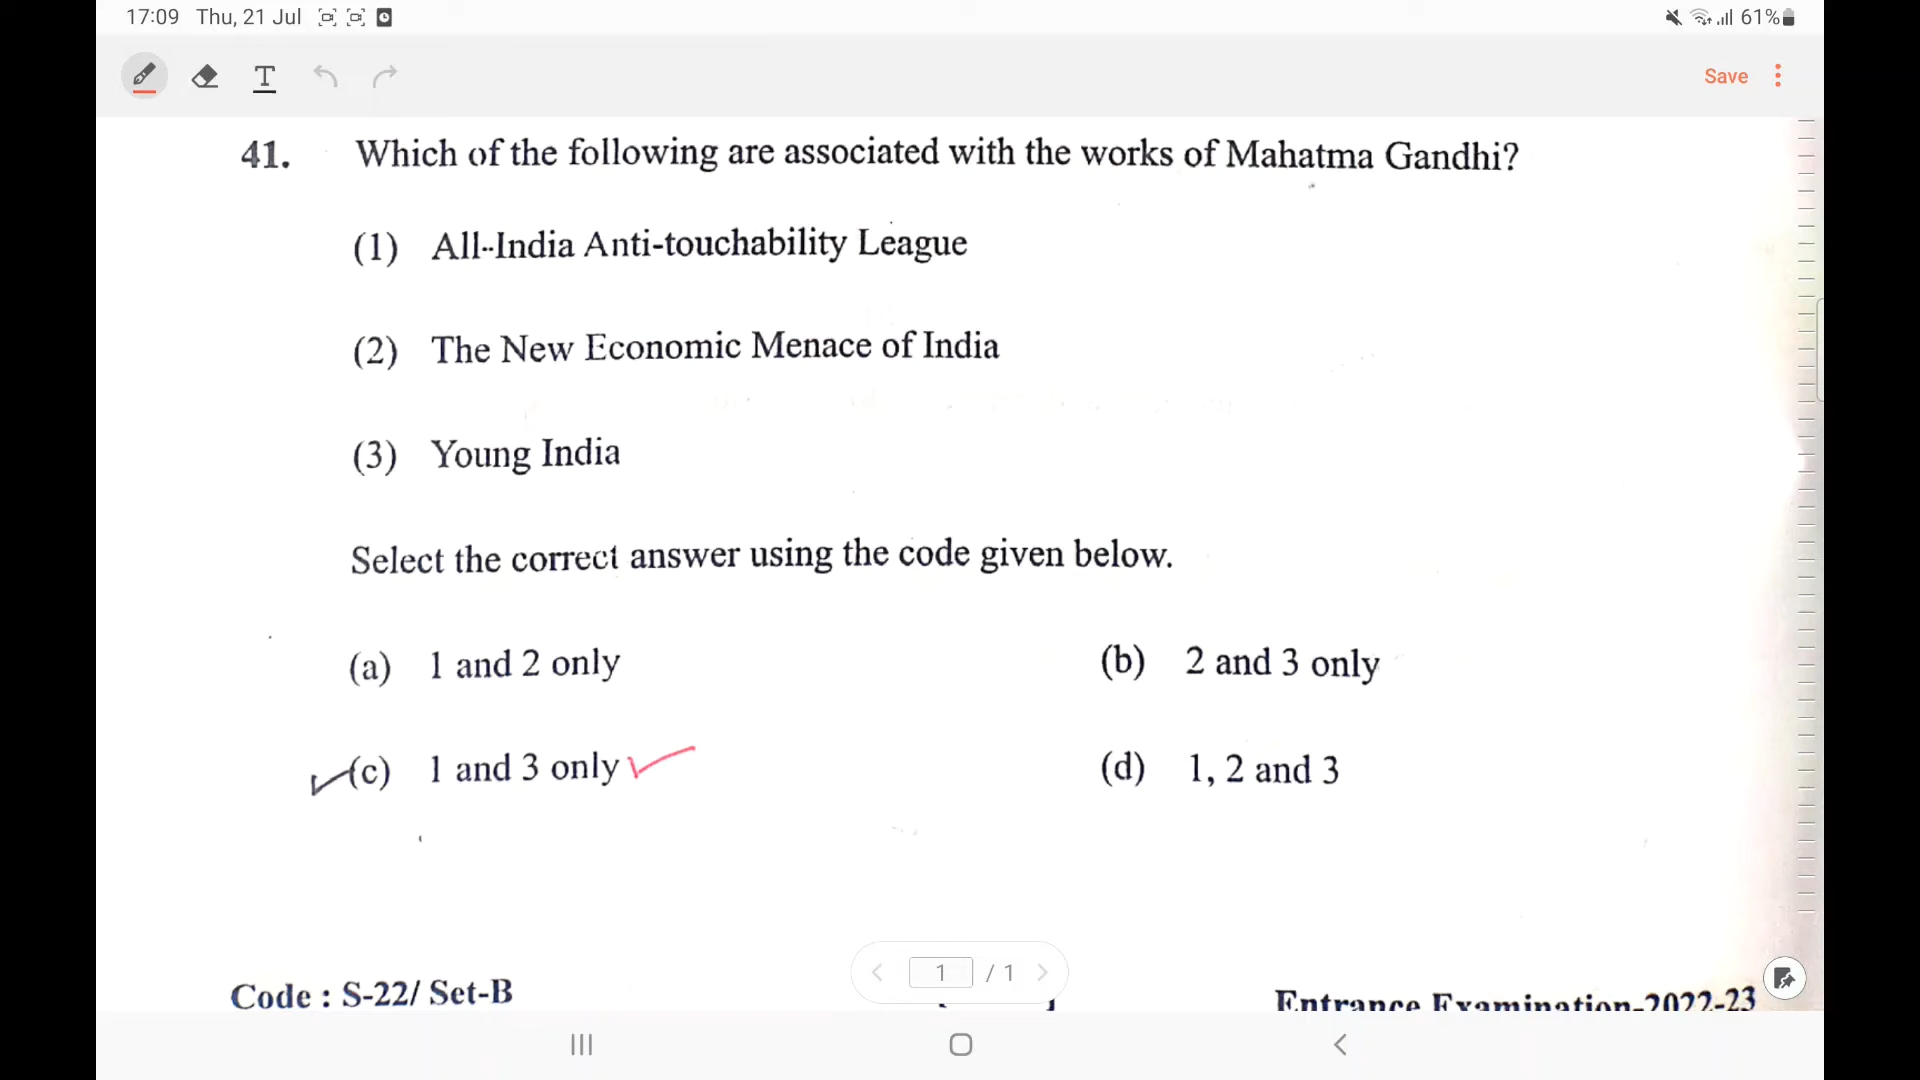 17:09 Thu, 21 Jul 61%
T Save
41. Which of the following are associated with the works of Mahatma Gandhi?
(1) All-India Anti-touchability League
(2) The New Economic Menace of India
(3) Young India
Select the correct answer using the code given below.
(a) 1 and 2 only (b) 2 and 3 only
(c) 1 and 3 only (d) 1, 2 and 3
1 / 1
Code : S-22/ Set-B Entrance Examination-2022-23